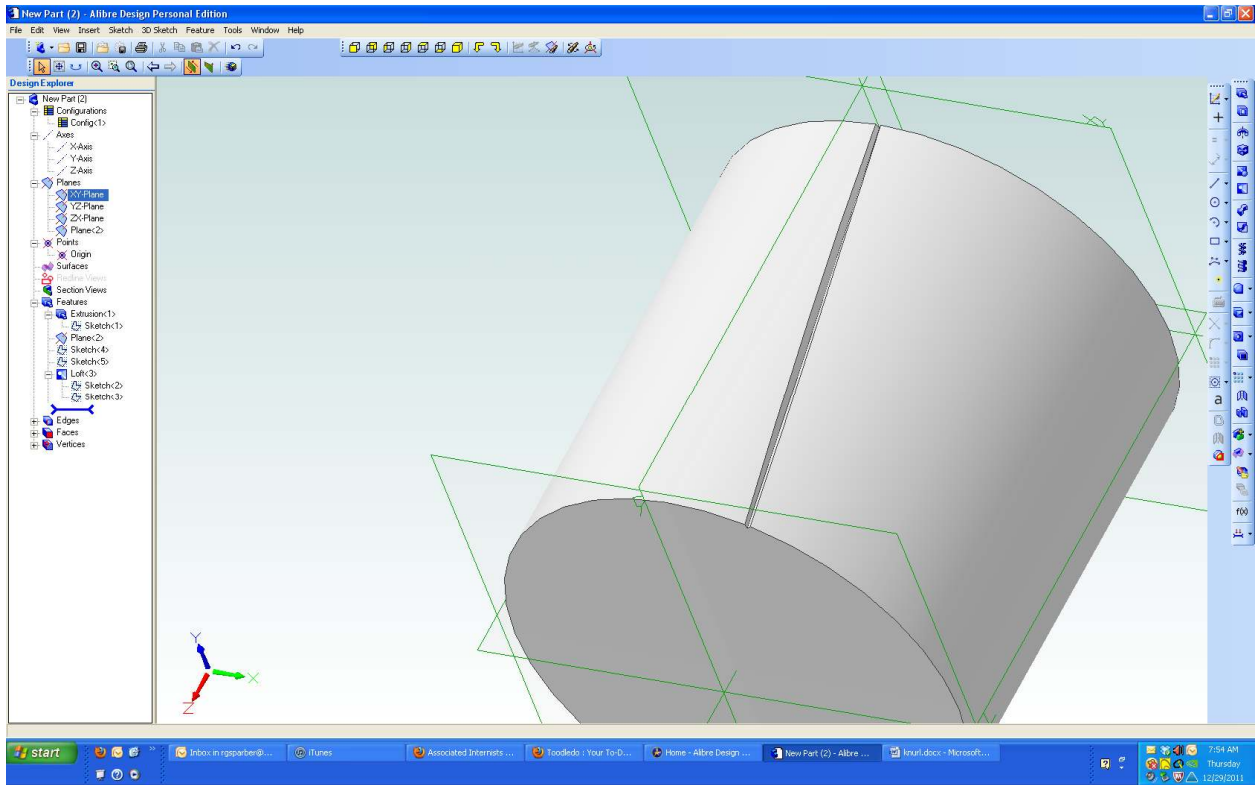 New Part (2) - Alibre Design Personal Edition
File Edit View Insert Sketch 3D Sketch Feature Tools Window Help
Design Explorer
New Part (2)
Configurations
Config<1>
Axes
X-Axis
Y-Axis
Z-Axis
Planes
XY-Plane
YZ-Plane
ZX-Plane
Plane<2>
Points
Origin
Surfaces
Redline Views
Section Views
Features
Extrusion<1>
Sketch<1>
Plane<2>
Sketch<4>
Sketch<5>
Loft<3>
Sketch<2>
Sketch<3>
Edges
Faces
Vertices
a
f(x)
Y
X
Z
start
Inbox in rgsparber@...
iTunes
Associated Internists ...
Toodledo : Your To-D...
Home - Alibre Design ...
New Part (2) - Alibre ...
knurl.docx - Microsoft...
7:54 AM
Thursday
12/29/2011